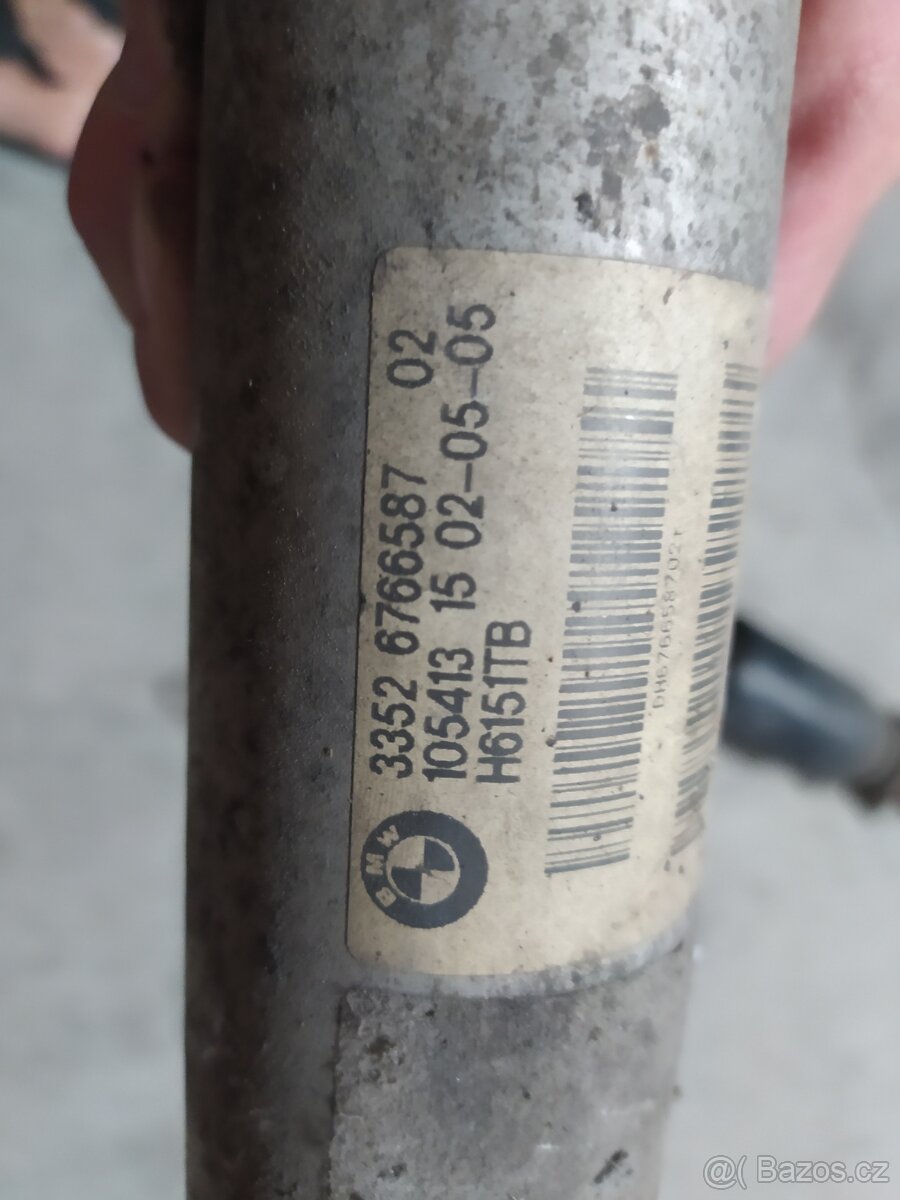 3352 6766587 02
105413 15 02-05-05
H6151TB
BMW
DH676658702
@( Bazos.cz